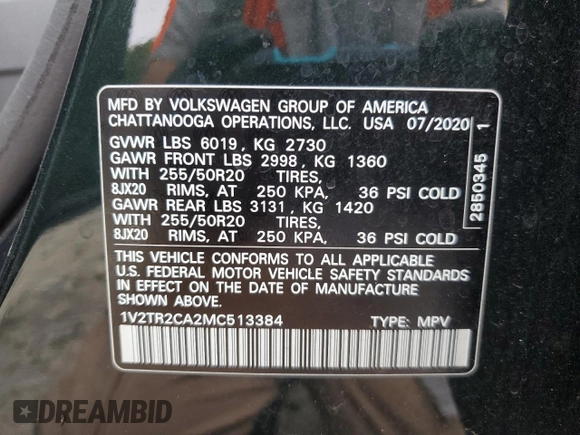 MFD BY VOLKSWAGEN GROUP OF AMERICA
CHATTANOOGA OPERATIONS, LLC. USA 07/2020
GVWR LBS 6019, KG 2730
GAWR FRONT LBS 2998, KG 1360
WITH 255/50R20 TIRES,
8JX20 RIMS, AT 250 KPA, 36 PSI COLD
GAWR REAR LBS 3131, KG 1420
WITH 255/50R20 TIRES,
8JX20 RIMS, AT 250 KPA, 36 PSI COLD
THIS VEHICLE CONFORMS TO ALL APPLICABLE
U.S. FEDERAL MOTOR VEHICLE SAFETY STANDARDS
IN EFFECT ON THE DATE OF MANUFACTURE
SHOWN ABOVE.
1V2TR2CA2MC513384 TYPE: MPV
2850345 1
DREAMBID